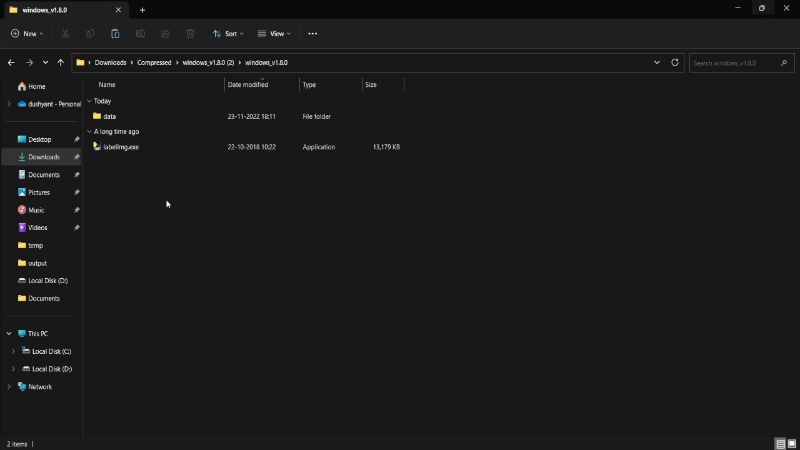 windows_v1.8.0
New
Sort
View
Downloads
Compressed
windows_v1.8.0 (2)
windows_v1.8.0
Search windows_v1.8.0
Home
dushyant - Personal
Desktop
Downloads
Documents
Pictures
Music
Videos
temp
output
Local Disk (D:)
Documents
This PC
Local Disk (C:)
Local Disk (D:)
Network
Name Date modified Type Size
Today
data 23-11-2022 18:11 File folder
A long time ago
labelImg.exe 22-10-2018 10:22 Application 13,179 KB
2 items